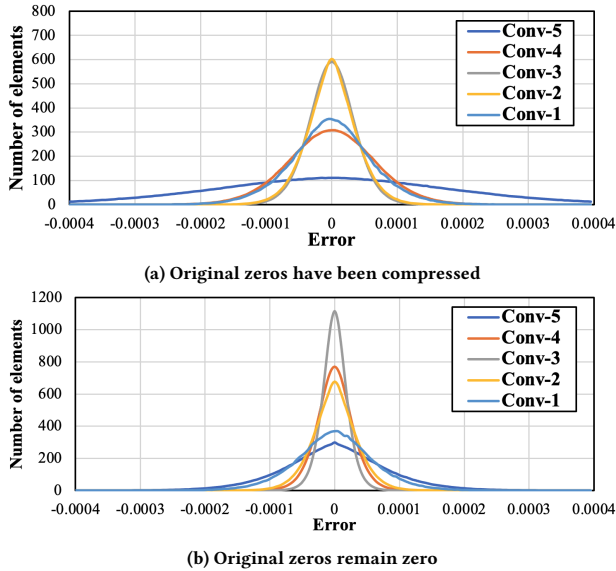 800
700
600
500
400
300
200
100
0
Number of elements
Conv-5
Conv-4
Conv-3
Conv-2
Conv-1
-0.0004 -0.0003 -0.0002 -0.0001 0 0.0001 0.0002 0.0003 0.0004
Error
(a) Original zeros have been compressed
1200
1000
800
600
400
200
0
Number of elements
Conv-5
Conv-4
Conv-3
Conv-2
Conv-1
-0.0004 -0.0003 -0.0002 -0.0001 0 0.0001 0.0002 0.0003 0.0004
Error
(b) Original zeros remain zero